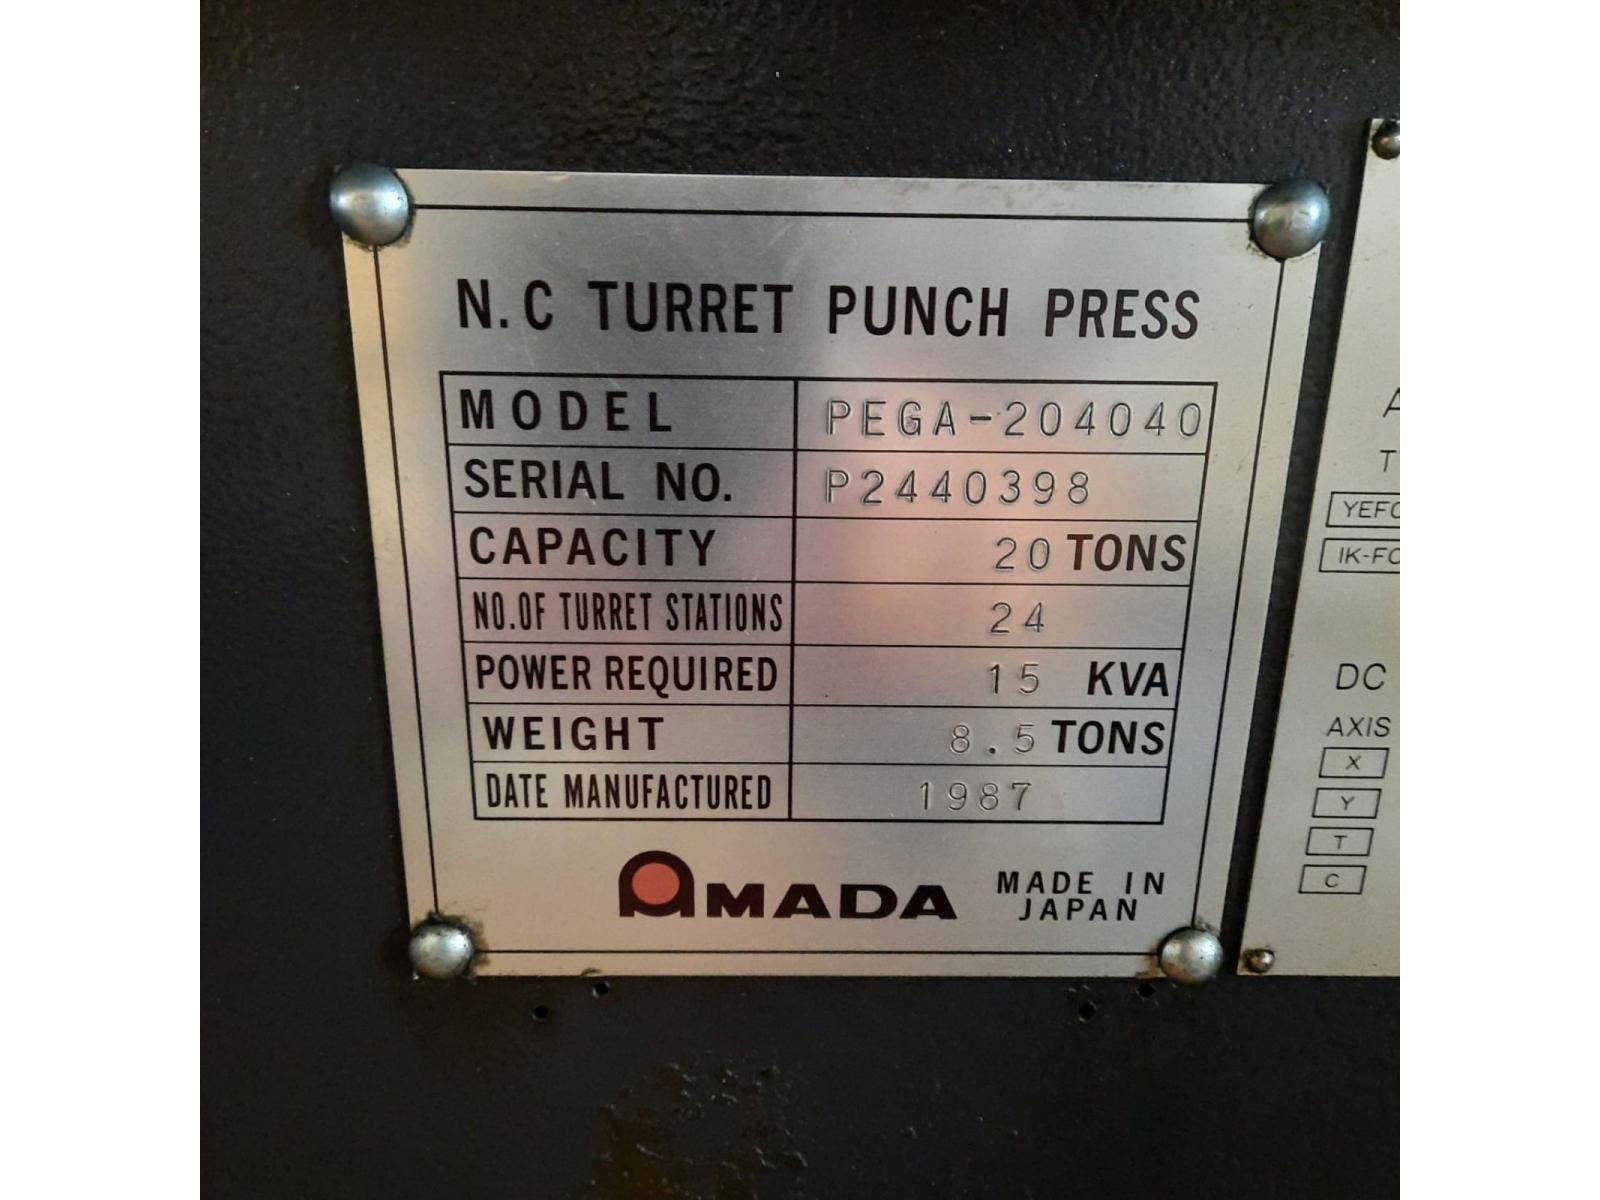 N.C TURRET PUNCH PRESS
MODEL PEGA-204040
SERIAL NO. P2440398
CAPACITY 20 TONS
NO.OF TURRET STATIONS 24
POWER REQUIRED 15 KVA
WEIGHT 8.5 TONS
DATE MANUFACTURED 1987
AMADA MADE IN
JAPAN
DC
AXIS
X
Y
T
C